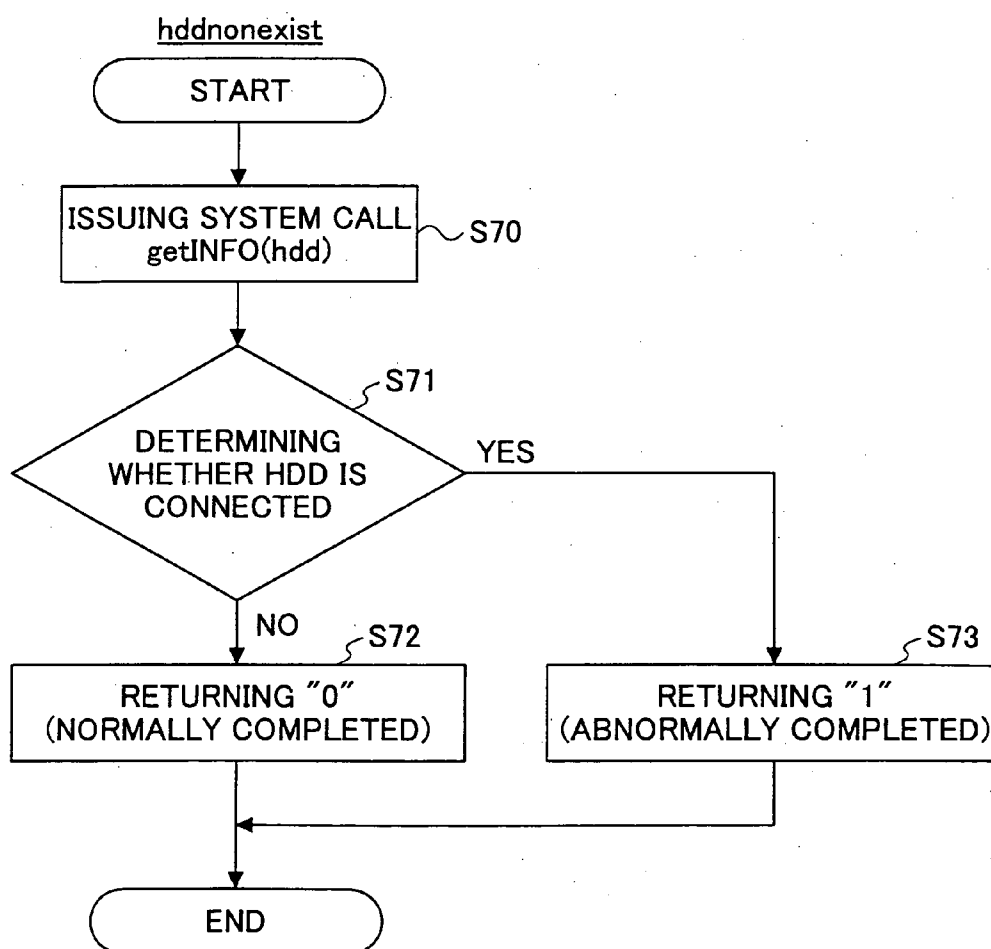 hddnonexist
START
ISSUING SYSTEM CALL
getINFO(hdd)
S70
S71
DETERMINING
WHETHER HDD IS
CONNECTED
YES
NO
S72
RETURNING "0"
(NORMALLY COMPLETED)
S73
RETURNING "1"
(ABNORMALLY COMPLETED)
END